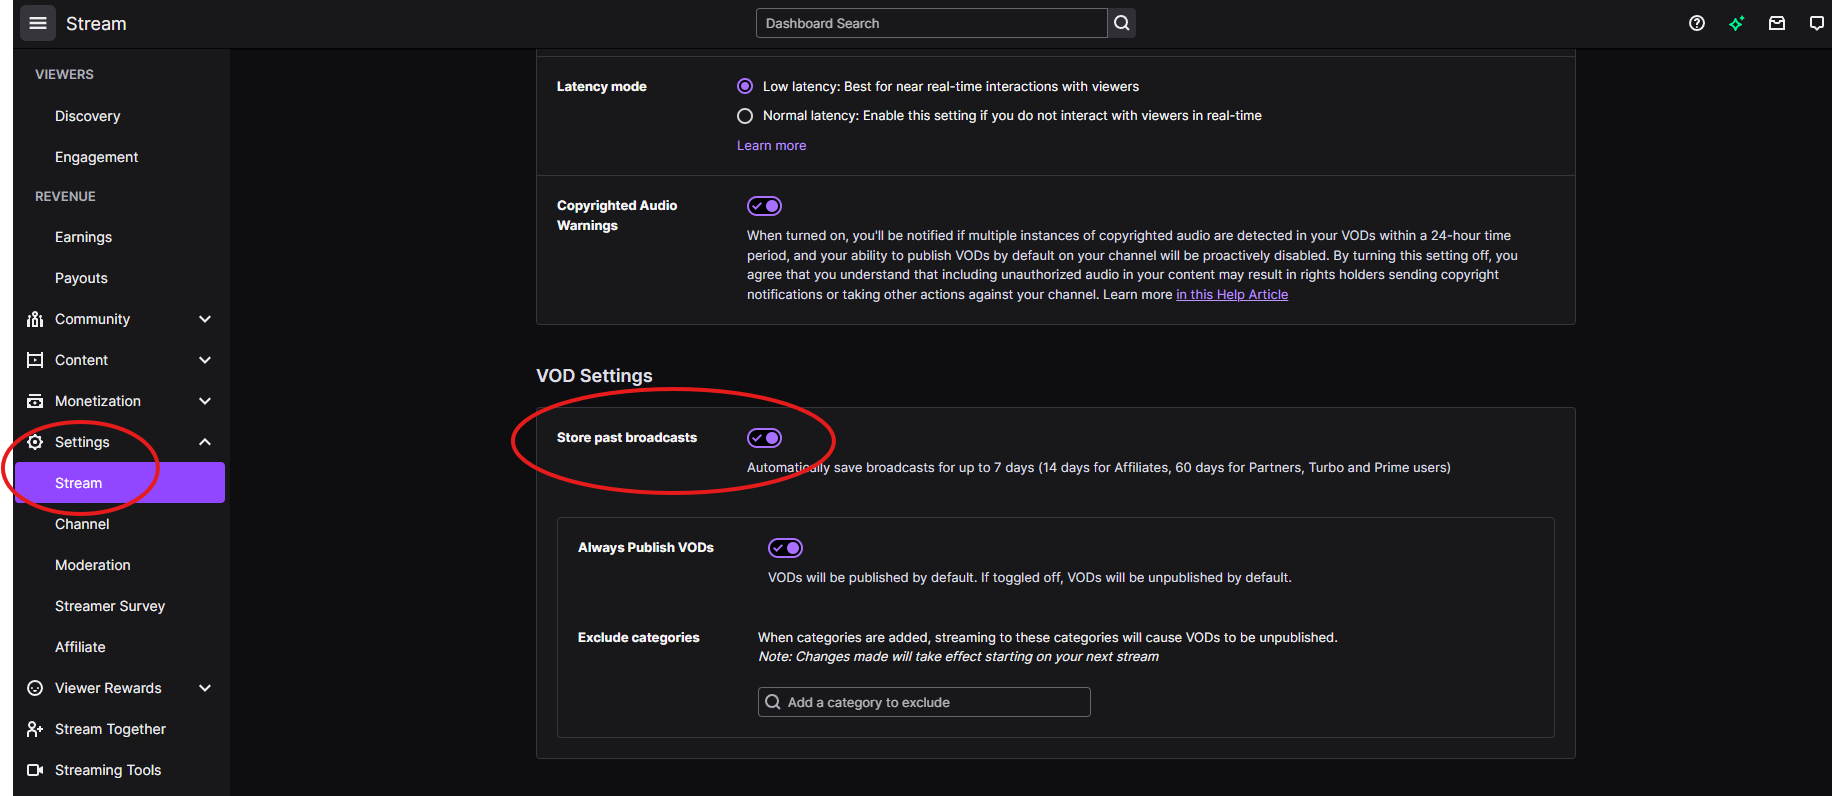 Stream
Dashboard Search
VIEWERS
Discovery
Engagement
REVENUE
Earnings
Payouts
Community
Content
Monetization
Settings
Stream
Channel
Moderation
Streamer Survey
Affiliate
Viewer Rewards
Stream Together
Streaming Tools
Latency mode
Low latency: Best for near real-time interactions with viewers
Normal latency: Enable this setting if you do not interact with viewers in real-time
Learn more
Copyrighted Audio
Warnings
When turned on, you'll be notified if multiple instances of copyrighted audio are detected in your VODs within a 24-hour time
period, and your ability to publish VODs by default on your channel will be proactively disabled. By turning this setting off, you
agree that you understand that including unauthorized audio in your content may result in rights holders sending copyright
notifications or taking other actions against your channel. Learn more in this Help Article
VOD Settings
Store past broadcasts
Automatically save broadcasts for up to 7 days (14 days for Affiliates, 60 days for Partners, Turbo and Prime users)
Always Publish VODs
VODs will be published by default. If toggled off, VODs will be unpublished by default.
Exclude categories
When categories are added, streaming to these categories will cause VODs to be unpublished.
Note: Changes made will take effect starting on your next stream
Add a category to exclude